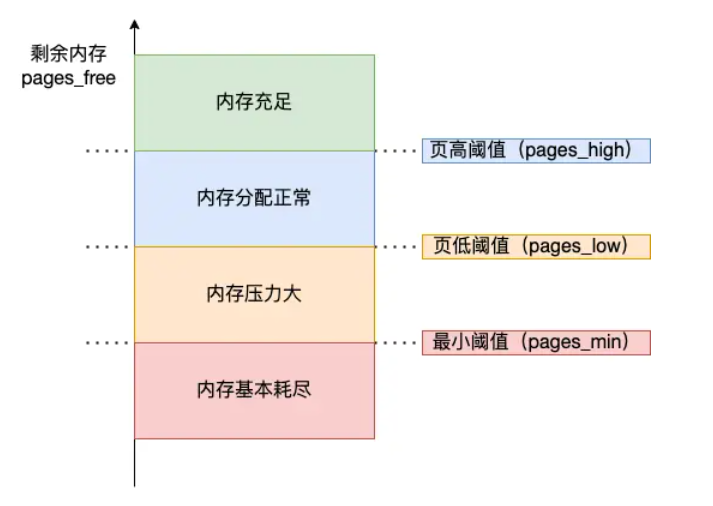 剩余内存
pages_free
内存充足
页高阈值（pages_high）
内存分配正常
页低阈值（pages_low）
内存压力大
最小阈值（pages_min）
内存基本耗尽